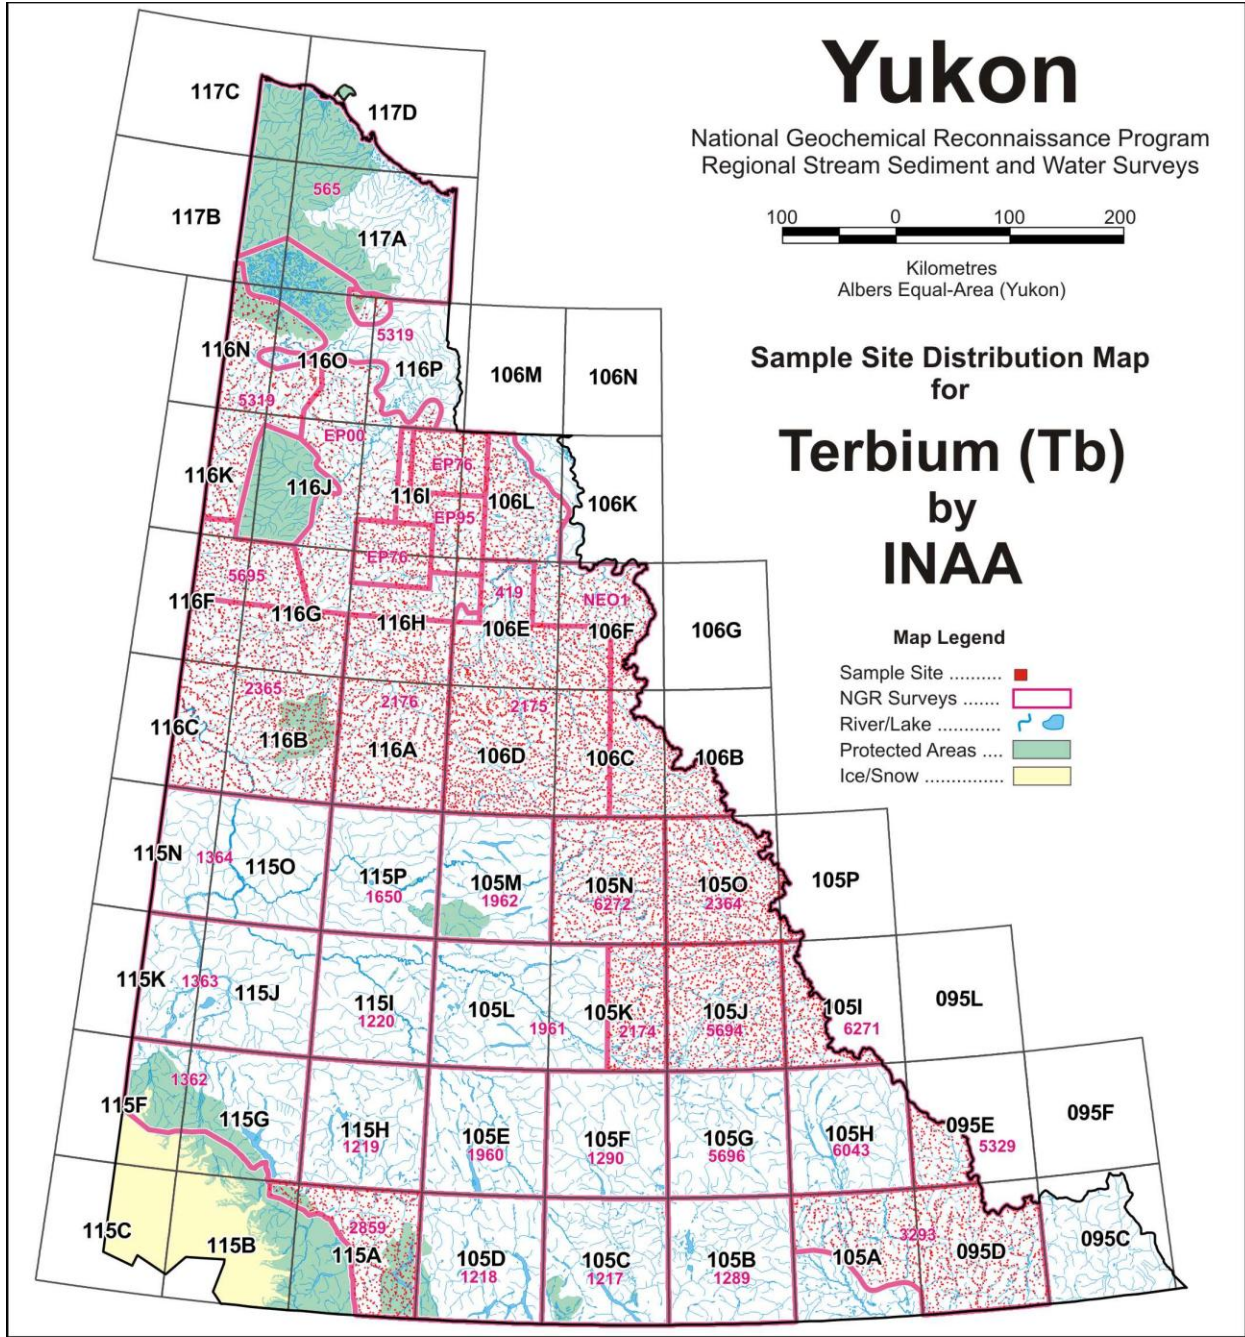 Yukon
National Geochemical Reconnaissance Program
Regional Stream Sediment and Water Surveys
100 0 100 200
Kilometres
Albers Equal-Area (Yukon)
Sample Site Distribution Map
for
Terbium (Tb)
by
INAA
Map Legend
Sample Site ..........
NGR Surveys .......
River/Lake ............
Protected Areas ....
Ice/Snow ...............
117C
117D
565
117B
117A
5319
116N
116O
116P
106M
106N
5319
EP00
EP76
116K
116J
116I
106L
106K
EP95
EP76
5695
419
NEO1
116F
116G
116H
106E
106F
106G
2365
2176
2175
116C
116B
116A
106D
106C
106B
115N
1364
115O
115P
1650
105M
1962
105N
6272
105O
2364
105P
115K
1363
115J
115I
1220
105L
1961
105K
2174
105J
5694
105I
6271
095L
1362
115F
115G
115H
1219
105E
1960
105F
1290
105G
5696
105H
6043
095E
5329
095F
115C
115B
2859
115A
105D
1218
105C
1217
105B
1289
105A
3293
095D
095C